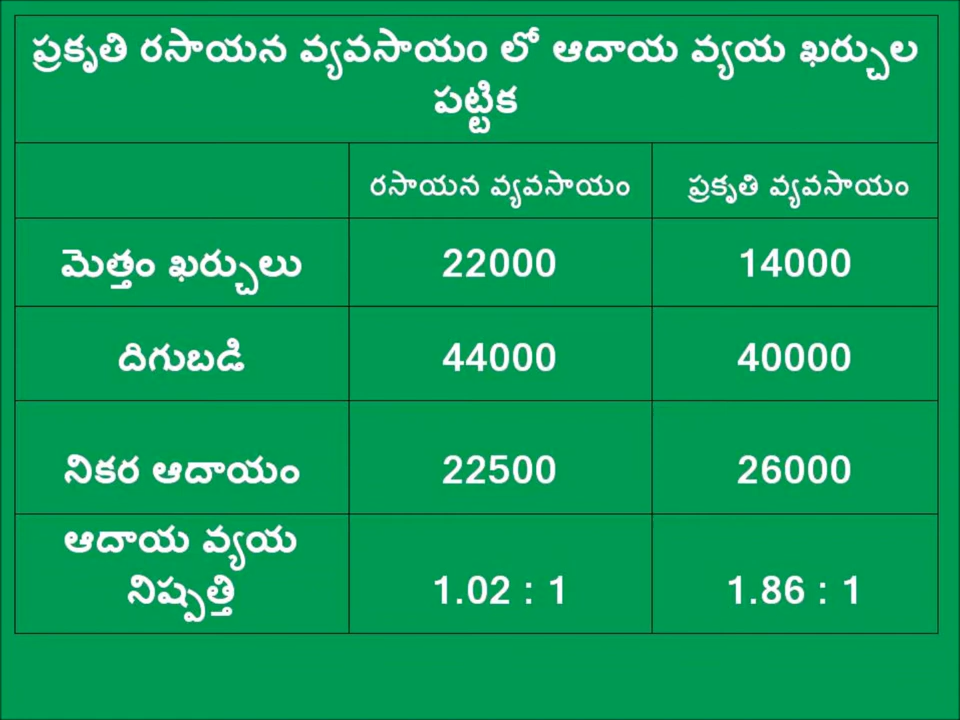 ప్రకృతి రసాయన వ్యవసాయం లో ఆదాయ వ్యయ ఖర్చుల
పట్టిక
రసాయన వ్యవసాయం ప్రకృతి వ్యవసాయం
మెత్తం ఖర్చులు 22000 14000
దిగుబడి 44000 40000
నికర ఆదాయం 22500 26000
ఆదాయ వ్యయ
నిష్పత్తి 1.02 : 1 1.86 : 1